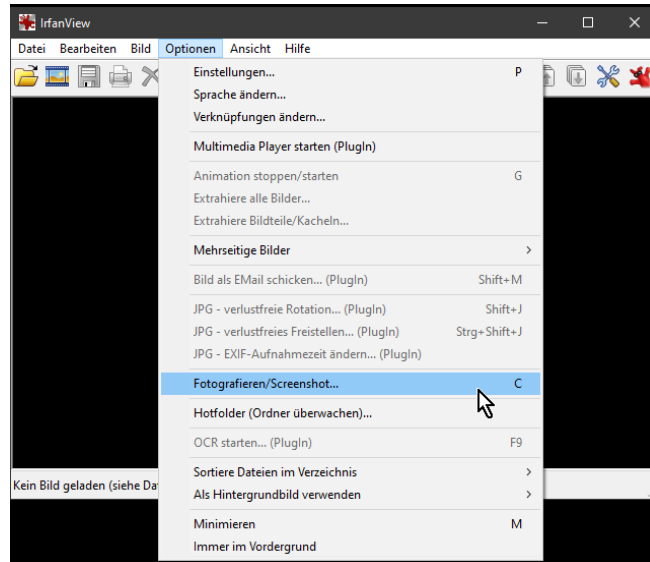 IrfanView
Datei Bearbeiten Bild Optionen Ansicht Hilfe
Einstellungen... P
Sprache ändern...
Verknüpfungen ändern...
Multimedia Player starten (PlugIn)
Animation stoppen/starten G
Extrahiere alle Bilder...
Extrahiere Bildteile/Kacheln...
Mehrseitige Bilder
Bild als EMail schicken... (PlugIn) Shift+M
JPG - verlustfreie Rotation... (PlugIn) Shift+J
JPG - verlustfreies Freistellen... (PlugIn) Strg+Shift+J
JPG - EXIF-Aufnahmezeit ändern... (PlugIn)
Fotografieren/Screenshot... C
Hotfolder (Ordner überwachen)...
OCR starten... (PlugIn) F9
Sortiere Dateien im Verzeichnis
Kein Bild geladen (siehe Da
Als Hintergrundbild verwenden
Minimieren M
Immer im Vordergrund